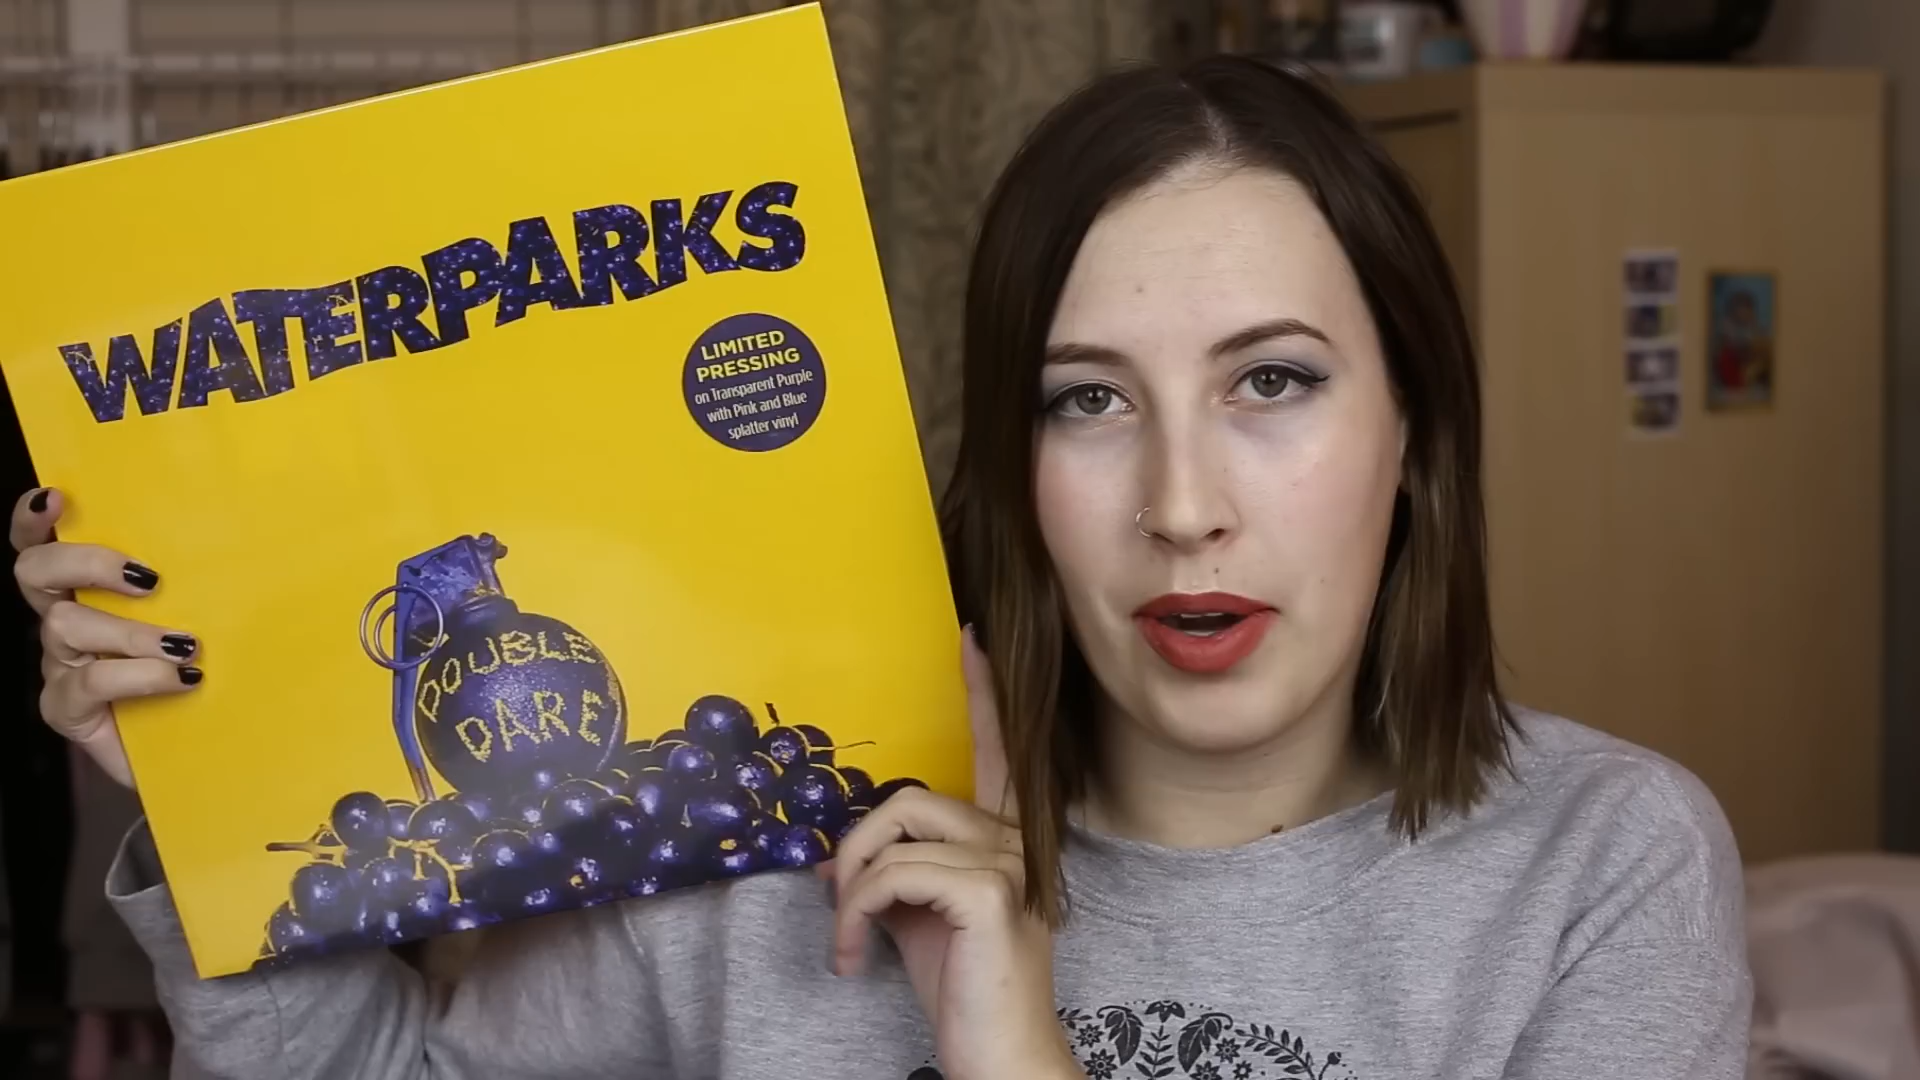 WATERPARKS
LIMITED
PRESSING
on Transparent Purple
with Pink and Blue
splatter vinyl
DOUBLE
DARE